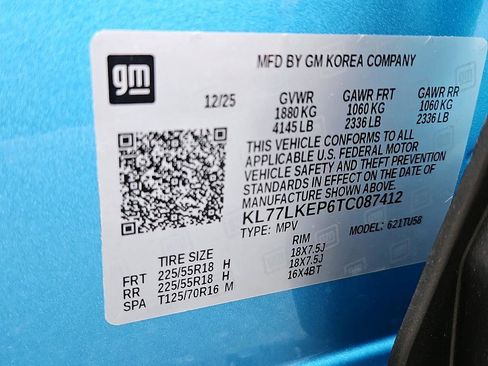 gm
MFD BY GM KOREA COMPANY
12/25 GVWR GAWR FRT GAWR RR
1880 KG 1060 KG 1060 KG
4145 LB 2336 LB 2336 LB
THIS VEHICLE CONFORMS TO ALL
APPLICABLE U.S. FEDERAL MOTOR
VEHICLE SAFETY AND THEFT PREVENTION
STANDARDS IN EFFECT ON THE DATE OF
MANUFACTURE SHOWN ABOVE.
KL77LKEP6TC087412
TYPE: MPV MODEL: 621TU58
TIRE SIZE RIM
FRT 225/55R18 H 18X7.5J
RR 225/55R18 H 18X7.5J
SPA T125/70R16 M 16X4BT